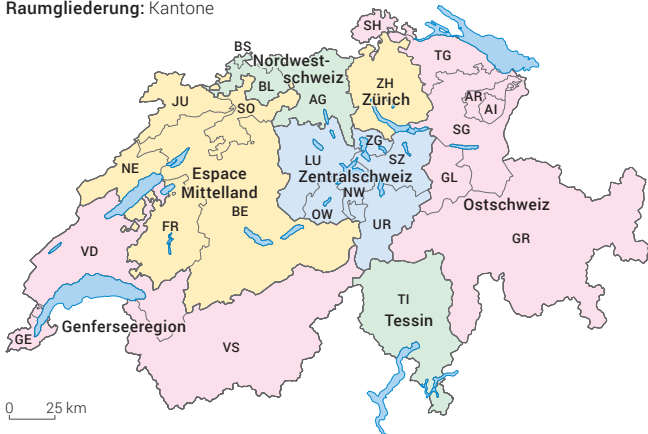 Raumgliederung: Kantone
SH
BS
TG
Nordwest-
schweiz
BL
ZH
JU
AR
SO
AG
Zürich
AI
SG
ZG
LU
SZ
NE
Espace
Zentralschweiz
GL
Mittelland
NW
Ostschweiz
BE
OW
FR
UR
GR
VD
TI
Tessin
Genferseeregion
GE
VS
0 25 km